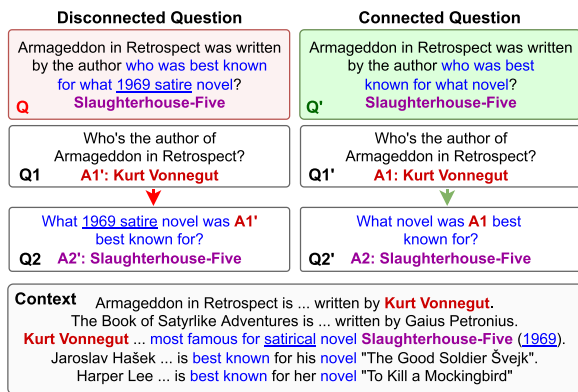 Disconnected Question
Armageddon in Retrospect was written
by the author who was best known
for what 1969 satire novel?
Q
Slaughterhouse-Five
Who's the author of
Armageddon in Retrospect?
Q1
A1': Kurt Vonnegut
What 1969 satire novel was A1'
best known for?
Q2
A2': Slaughterhouse-Five
Connected Question
Armageddon in Retrospect was written
by the author who was best
known for what novel?
Q'
Slaughterhouse-Five
Who's the author of
Armageddon in Retrospect?
Q1'
A1: Kurt Vonnegut
What novel was A1 best
known for?
Q2'
A2: Slaughterhouse-Five
Context
Armageddon in Retrospect is ... written by Kurt Vonnegut.
The Book of Satyrlike Adventures is ... written by Gaius Petronius.
Kurt Vonnegut ... most famous for satirical novel Slaughterhouse-Five (1969).
Jaroslav Hašek ... is best known for his novel "The Good Soldier Švejk".
Harper Lee ... is best known for her novel "To Kill a Mockingbird"